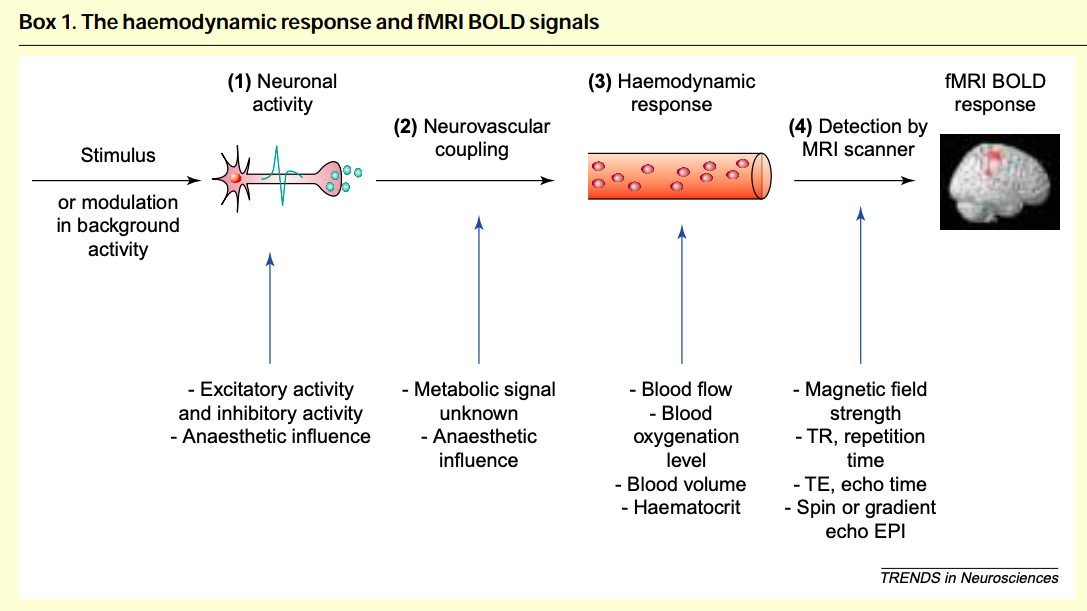 Box 1. The haemodynamic response and fMRI BOLD signals
Stimulus
or modulation
in background
activity
(1) Neuronal
activity
(2) Neurovascular
coupling
(3) Haemodynamic
response
(4) Detection by
MRI scanner
fMRI BOLD
response
- Excitatory activity
and inhibitory activity
- Anaesthetic influence
- Metabolic signal
unknown
- Anaesthetic
influence
- Blood flow
- Blood
oxygenation
level
- Blood volume
- Haematocrit
- Magnetic field
strength
- TR, repetition
time
- TE, echo time
- Spin or gradient
echo EPI
TRENDS in Neurosciences